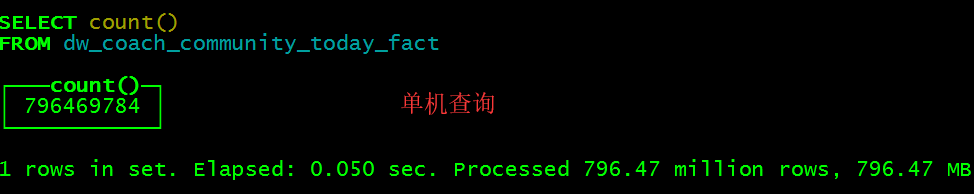 SELECT count()
FROM dw_coach_community_today_fact
count()
796469784
单机查询
1 rows in set. Elapsed: 0.050 sec. Processed 796.47 million rows, 796.47 MB